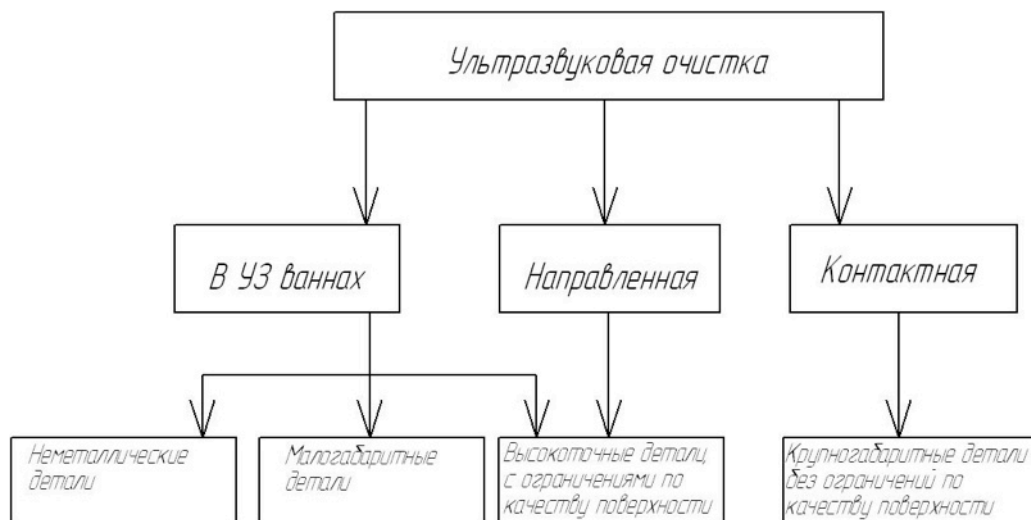 Ультразвуковая очистка
В УЗ ваннах
Направленная
Контактная
Неметаллические
детали
Малогабаритные
детали
Высокоточные детали,
с ограничениями по
качеству поверхности
Крупногабаритные детали
без ограничений по
качеству поверхности